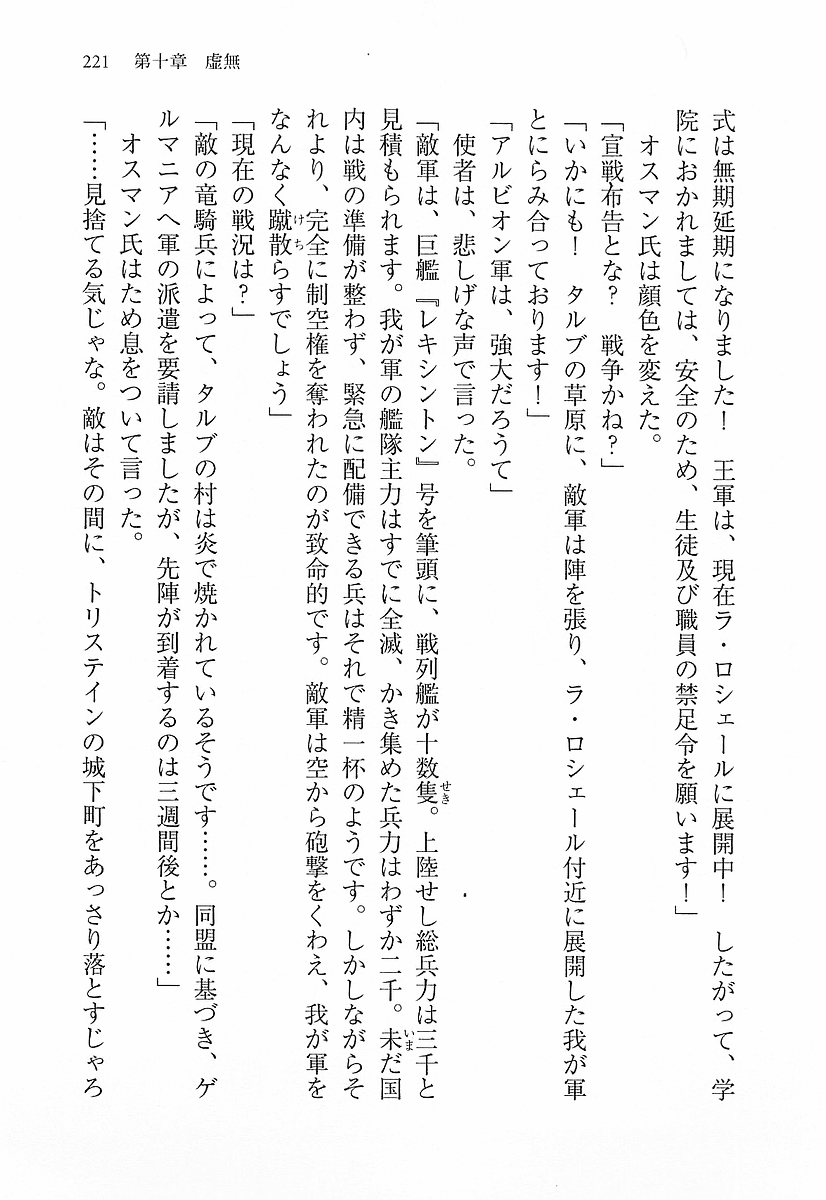 221　第十章　虚無
式は無期延期になりました！　王軍は、現在ラ・ロシェールに展開中！　したがって、学
院におかれましては、安全のため、生徒及び職員の禁足令を願います！」
　オスマン氏は顔色を変えた。
「宣戦布告とな？　戦争かね？」
「いかにも！　タルブの草原に、敵軍は陣を張り、ラ・ロシェール付近に展開した我が軍
とにらみ合っております！」
「アルビオン軍は、強大だろうて」
　使者は、悲しげな声で言った。
「敵軍は、巨艦『レキシントン』号を筆頭に、戦列艦が十数隻せき。上陸せし総兵力は三千と
見積もられます。我が軍の艦隊主力はすでに全滅、かき集めた兵力はわずか二千。未いまだ国
内は戦の準備が整わず、緊急に配備できる兵はそれで精一杯のようです。しかしながらそ
れより、完全に制空権を奪われたのが致命的です。敵軍は空から砲撃をくわえ、我が軍を
なんなく蹴け散ちらすでしょう」
「現在の戦況は？」
「敵の竜騎兵によって、タルブの村は炎で焼かれているそうです……。同盟に基づき、ゲ
ルマニアへ軍の派遣を要請しましたが、先陣が到着するのは三週間後とか……」
　オスマン氏はため息をついて言った。
「……見捨てる気じゃな。敵はその間に、トリステインの城下町をあっさり落とすじゃろ